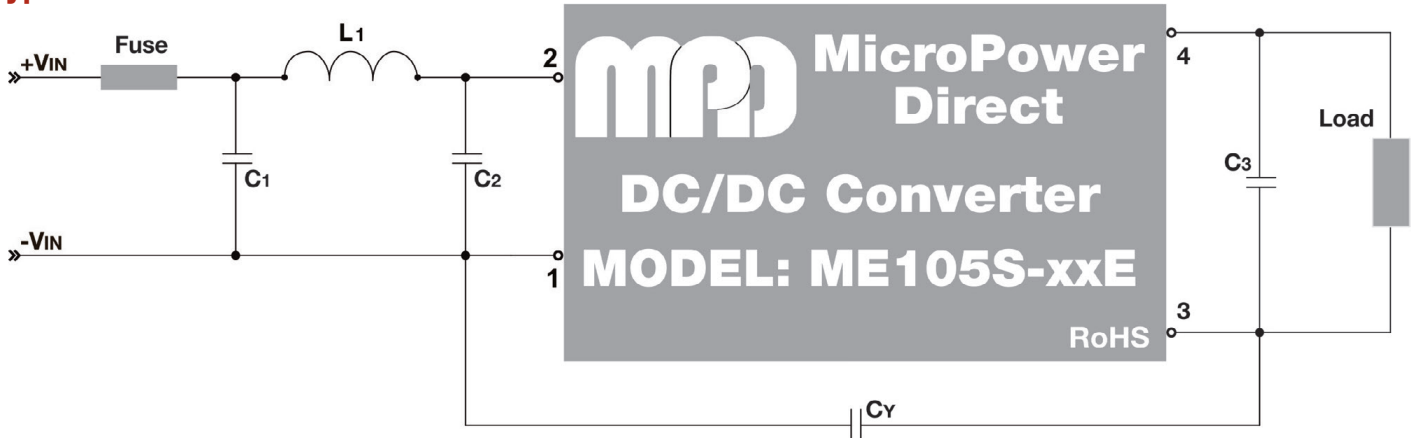 +VIN
Fuse
L1
2
MPD
MicroPower
Direct
4
Load
C1
C2
C3
DC/DC Converter
-VIN
1
MODEL: ME105S-xxE
3
RoHS
CY